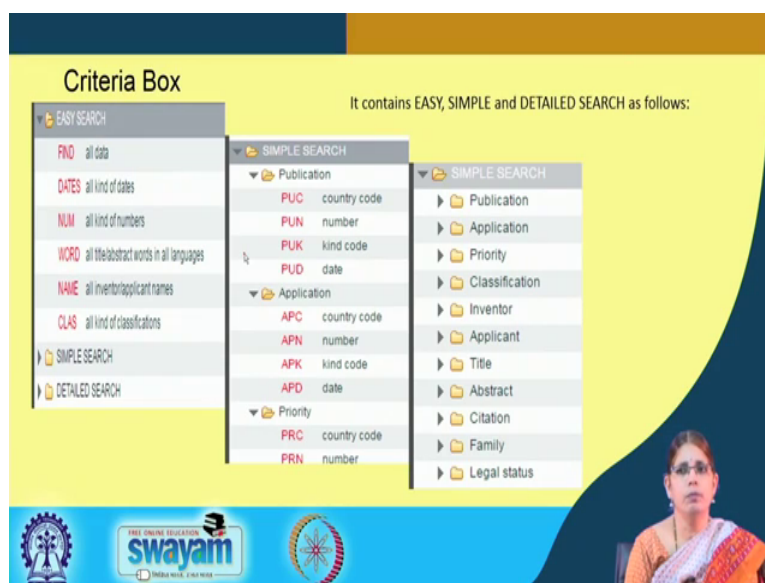 Criteria Box
It contains EASY, SIMPLE and DETAILED SEARCH as follows:
EASY SEARCH
FIND all data
DATES all kind of dates
NUM all kind of numbers
WORD all title/abstract words in all languages
NAME all inventor/applicant names
CLAS all kind of classifications
SIMPLE SEARCH
DETAILED SEARCH
SIMPLE SEARCH
Publication
PUC country code
PUN number
PUK kind code
PUD date
Application
APC country code
APN number
APK kind code
APD date
Priority
PRC country code
PRN number
SIMPLE SEARCH
Publication
Application
Priority
Classification
Inventor
Applicant
Title
Abstract
Citation
Family
Legal status
FREE ONLINE EDUCATION
swayam